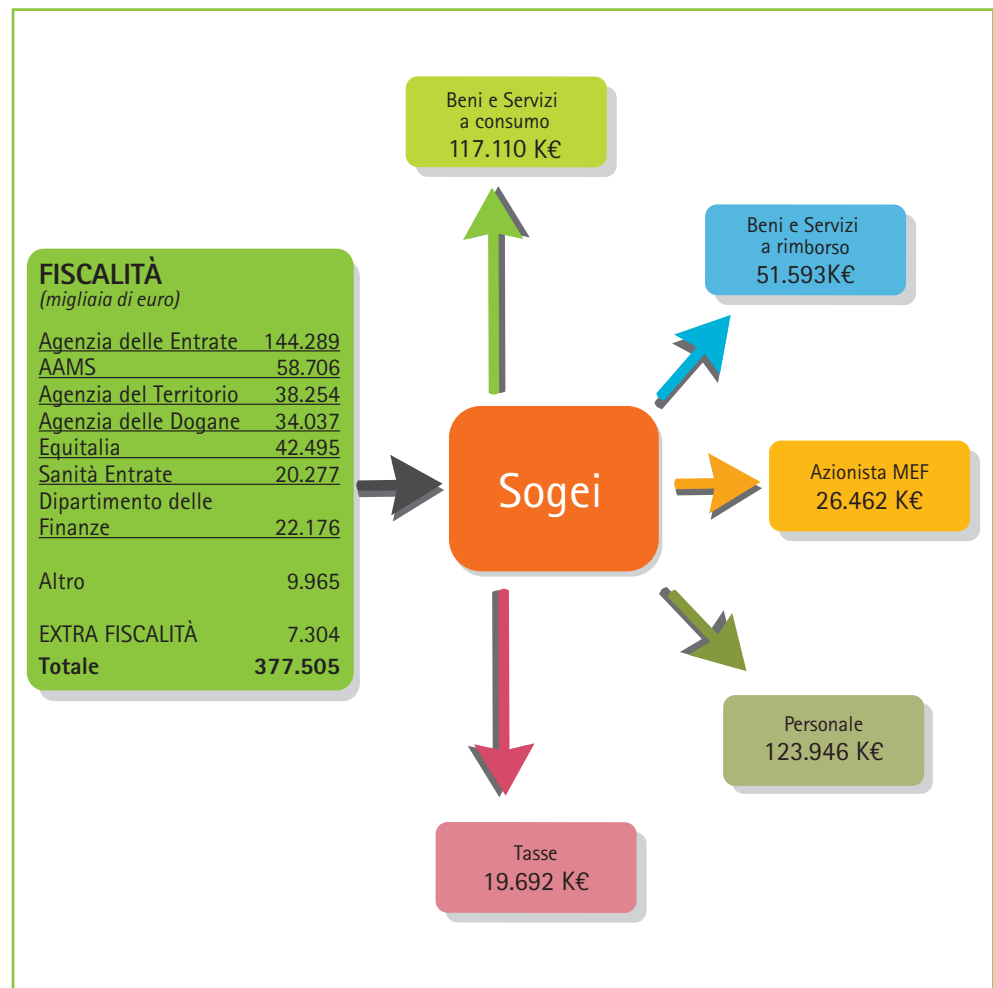 Beni e Servizi
a consumo
117.110 K€
Beni e Servizi
a rimborso
51.593K€
FISCALITÀ
(migliaia di euro)
Agenzia delle Entrate 144.289
AAMS 58.706
Agenzia del Territorio 38.254
Agenzia delle Dogane 34.037
Equitalia 42.495
Sanità Entrate 20.277
Dipartimento delle
Finanze 22.176
Altro 9.965
EXTRA FISCALITÀ 7.304
Totale 377.505
Sogei
Azionista MEF
26.462 K€
Personale
123.946 K€
Tasse
19.692 K€